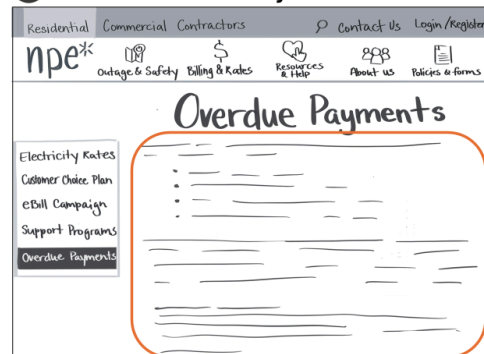 Residential Commercial Contractors Contact Us Login/Register
npe*
Outage & Safety Billing & Rates Resources & Help About us Policies & forms
Overdue Payments
Electricity Rates
Customer Choice Plan
eBill Campaign
Support Programs
Overdue Payments